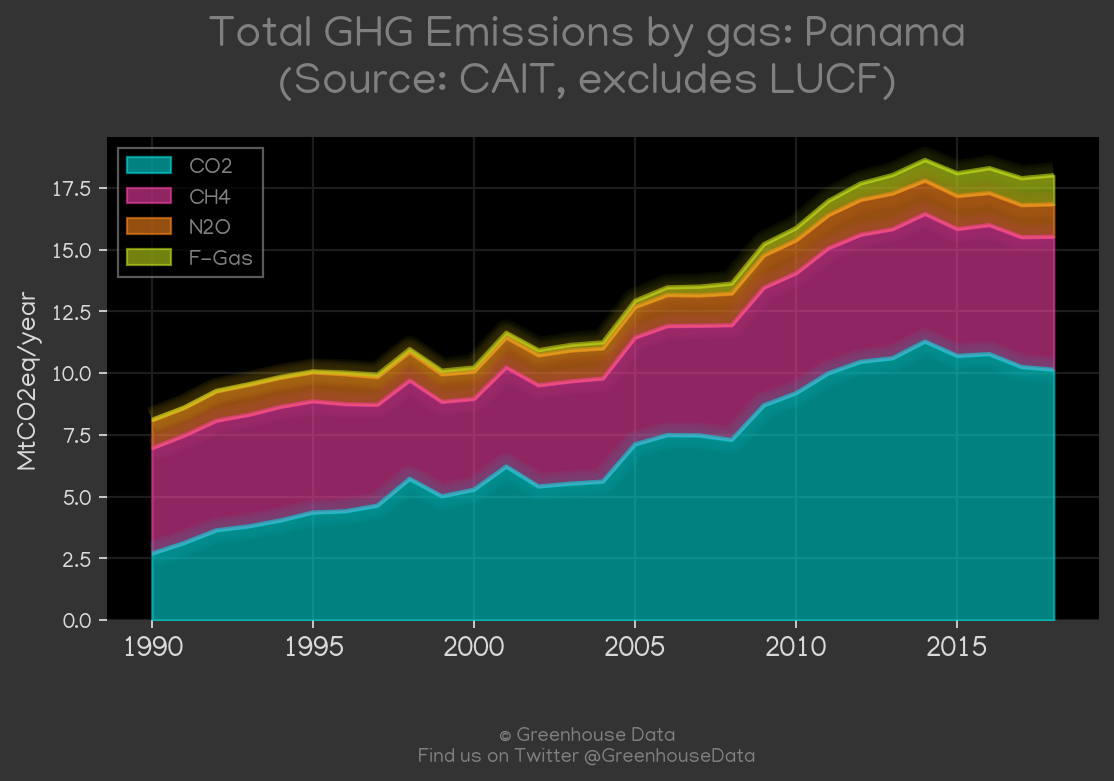 Total GHG Emissions by gas: Panama
(Source: CAIT, excludes LUCF)
CO2
CH4
N2O
F-Gas
MtCO2eq/year
17.5
15.0
12.5
10.0
7.5
5.0
2.5
0.0
1990 1995 2000 2005 2010 2015
© Greenhouse Data
Find us on Twitter @GreenhouseData